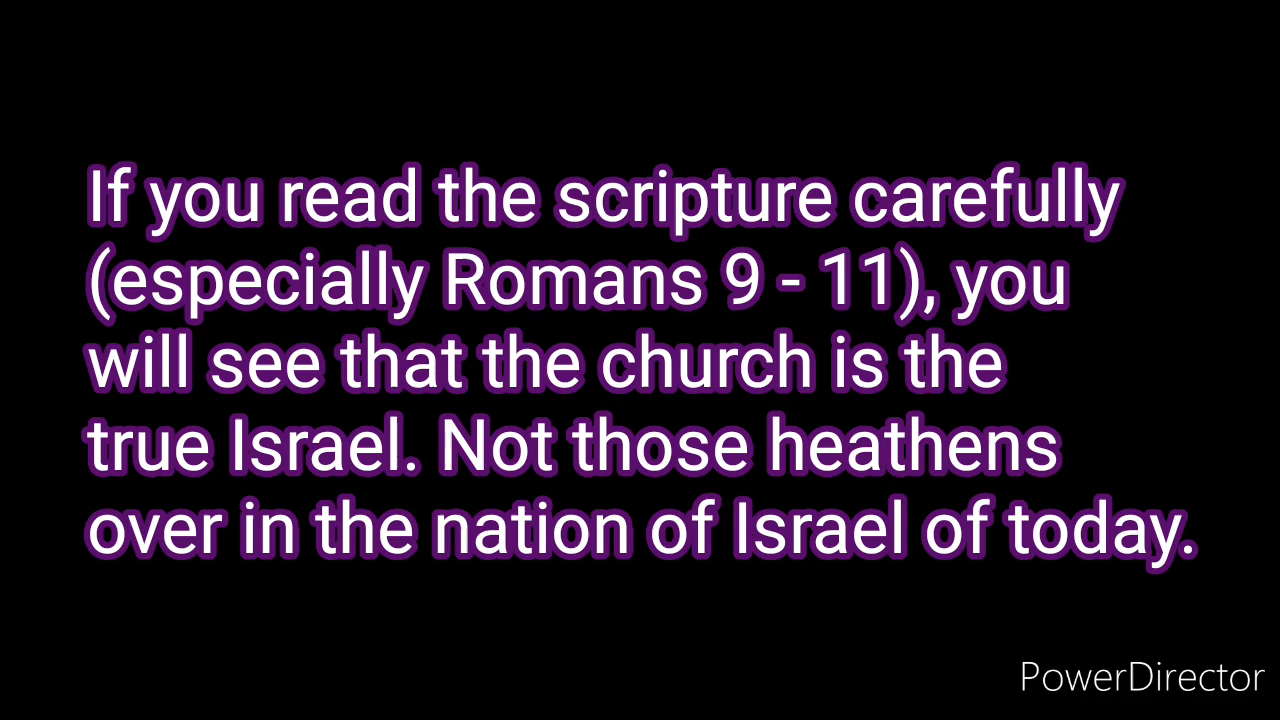 If you read the scripture carefully
(especially Romans 9 - 11), you
will see that the church is the
true Israel. Not those heathens
over in the nation of Israel of today.
PowerDirector